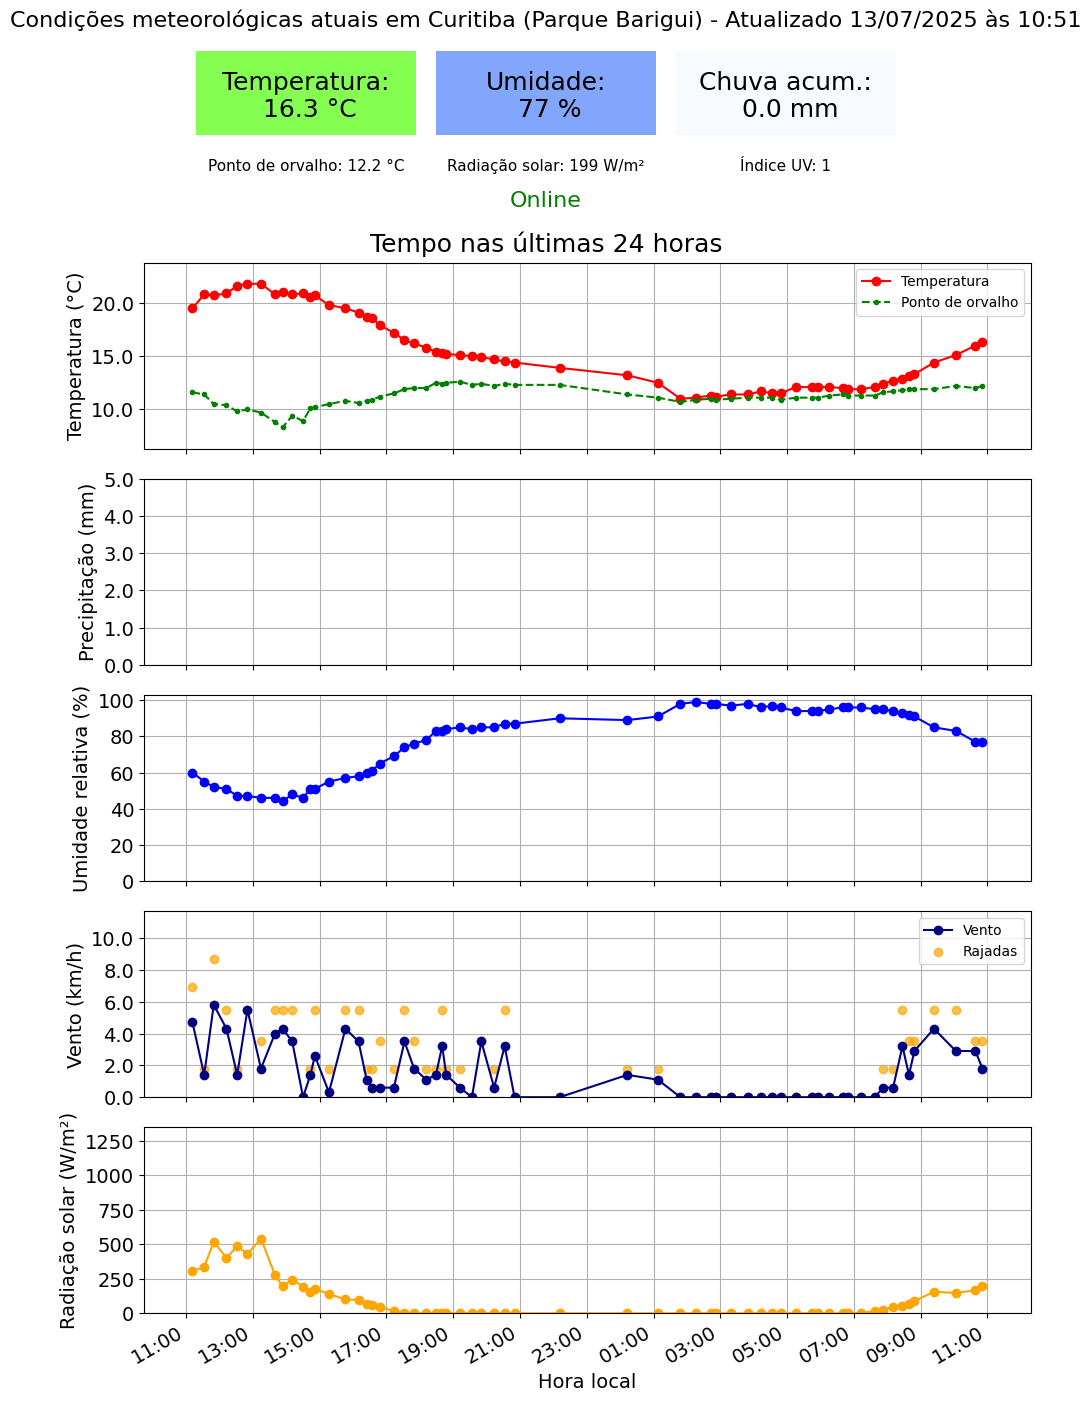 Condições meteorológicas atuais em Curitiba (Parque Barigui) - Atualizado 13/07/2025 às 10:51
Temperatura:
16.3 °C
Umidade:
77 %
Chuva acum.:
0.0 mm
Ponto de orvalho: 12.2 °C
Radiação solar: 199 W/m²
Índice UV: 1
Online
Tempo nas últimas 24 horas
Temperatura (°C)
20.0
15.0
10.0
Temperatura
Ponto de orvalho
Precipitação (mm)
5.0
4.0
3.0
2.0
1.0
0.0
Umidade relativa (%)
100
80
60
40
20
0
Vento (km/h)
10.0
8.0
6.0
4.0
2.0
0.0
Vento
Rajadas
Radiação solar (W/m²)
1250
1000
750
500
250
0
11:00
13:00
15:00
17:00
19:00
21:00
23:00
01:00
03:00
05:00
07:00
09:00
11:00
Hora local